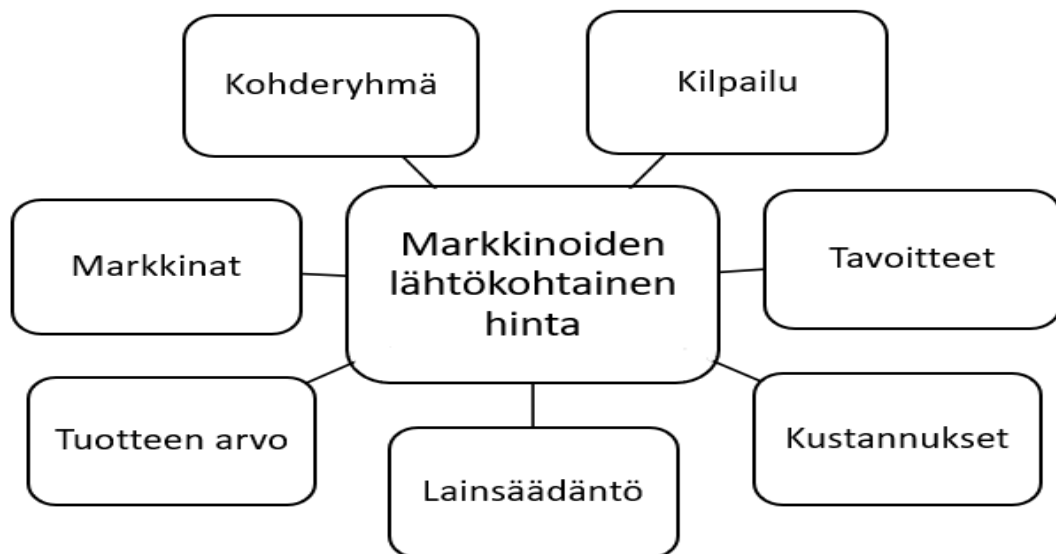 Kohderyhmä
Kilpailu
Markkinat
Markkinoiden
lähtökohtainen
hinta
Tavoitteet
Tuotteen arvo
Lainsäädäntö
Kustannukset